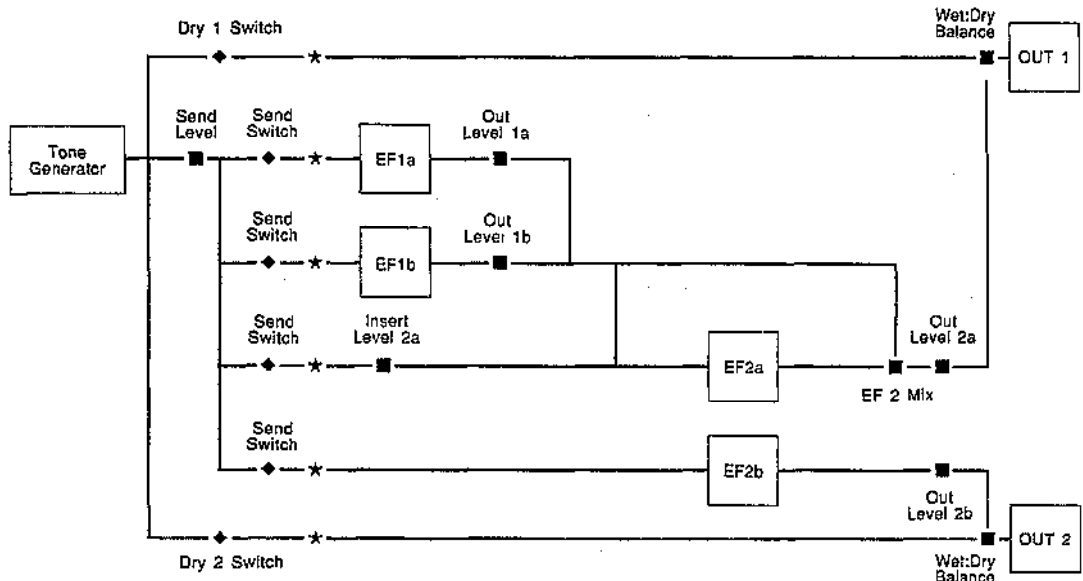 Dry 1 Switch
Wet:Dry
Balance
OUT 1
Send
Level
Send
Switch
Out
Level 1a
Tone
Generator
EF1a
Send
Switch
Out
Level 1b
EF1b
Send
Switch
Insert
Level 2a
Out
Level 2a
EF2a
EF 2 Mix
Send
Switch
EF2b
Out
Level 2b
OUT 2
Dry 2 Switch
Wet:Dry
Balance